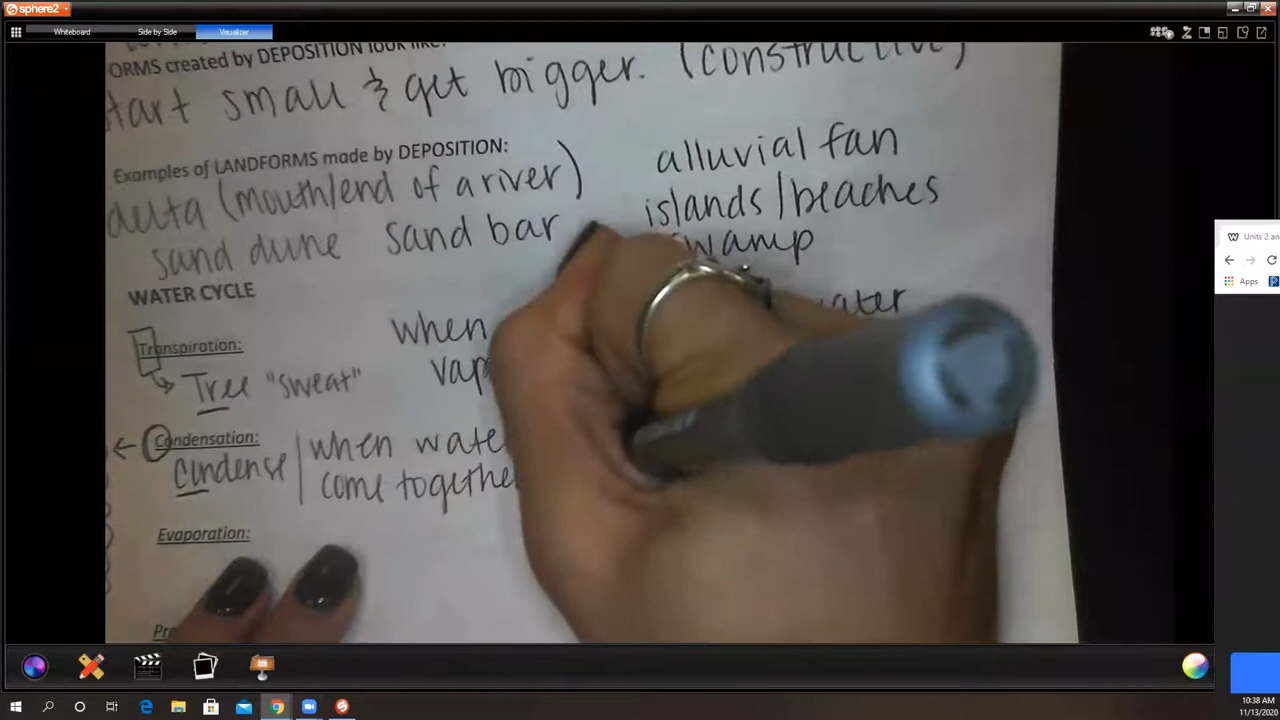 sphere2
Whiteboard Side by Side Visualizer
ORMS created by DEPOSITION look like:
tart small & get bigger. (constructive)
Examples of LANDFORMS made by DEPOSITION:
delta (mouth/end of a river)
alluvial fan
sand dune sand bar
islands/beaches
swamp
WATER CYCLE
Transpiration:
when
Tree "sweat"
Condensation:
Condense
when wate
come togethe
Evaporation:
Units 2 an
Apps
10:38 AM
11/13/2020